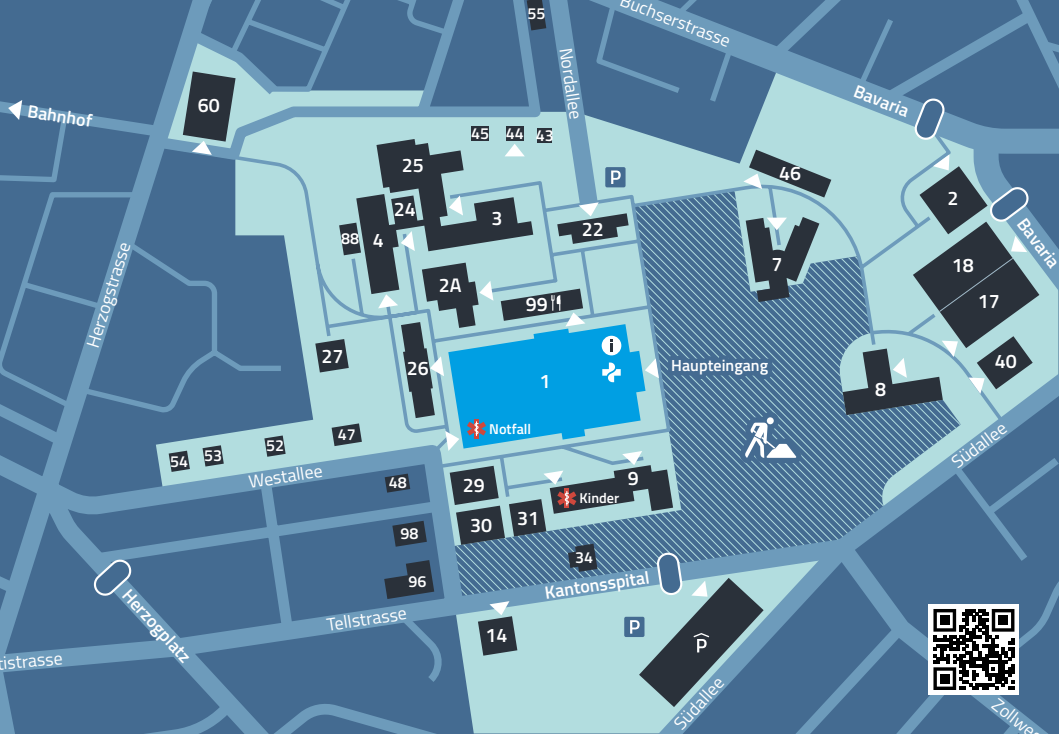 55
Buchserstrasse
Nordallee
60
Bahnhof
Bavaria
45
44
43
25
P
46
2
24
3
22
88
4
7
Bavaria
18
17
2A
99
Herzogstrasse
27
26
1
i
Haupteingang
40
8
Notfall
47
52
53
54
Westallee
Südallee
48
29
9
Kinder
30
31
98
34
96
Kantonsspital
Tellstrasse
Herzogplatz
14
P
P
tistrasse
Südallee
Zollwe